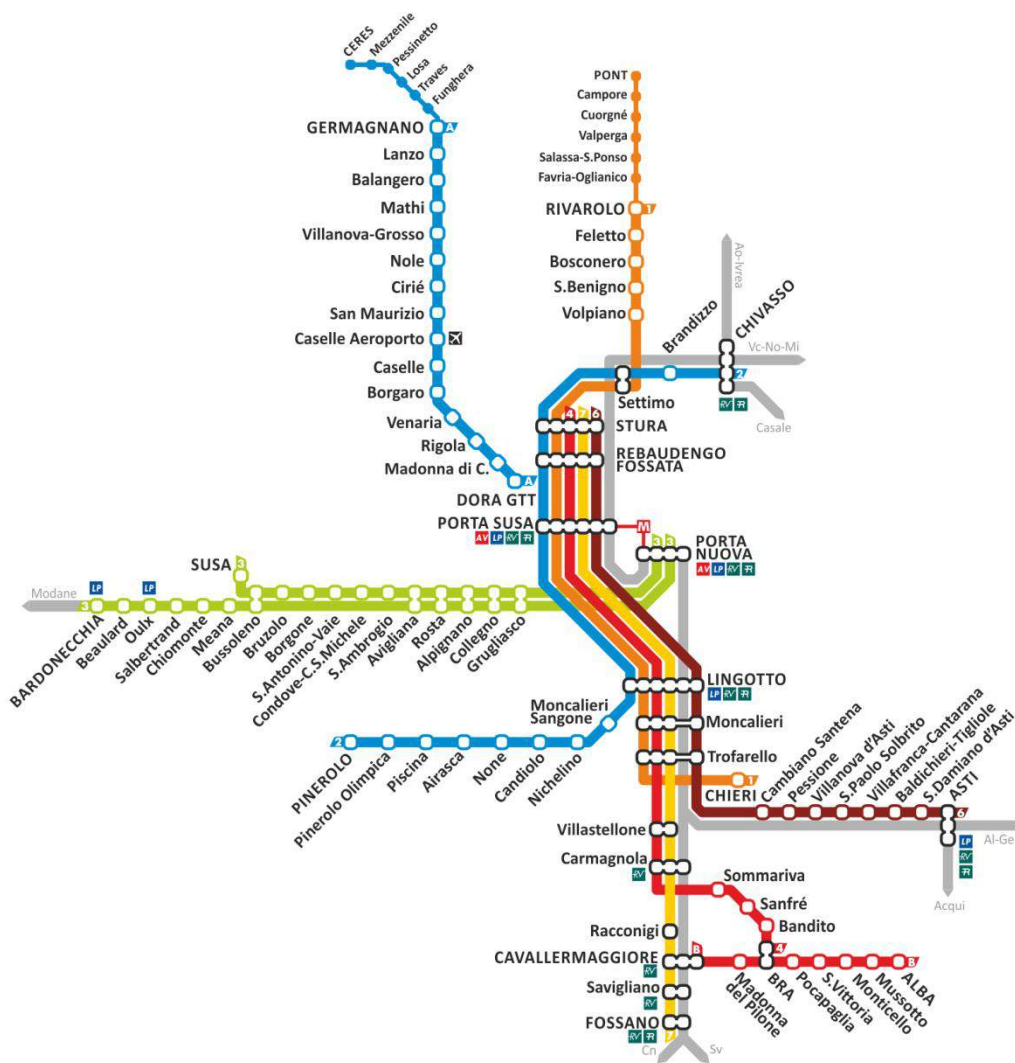 CERES
Mezzenile
Pessinetto
Losa
Traves
Funghera
GERMAGNANO
A
Lanzo
Balangero
Mathi
Villanova-Grosso
Nole
Cirié
San Maurizio
Caselle Aeroporto
Caselle
Borgaro
Venaria
Rigola
Madonna di C.
A
DORA GTT
PONT
Campore
Cuorgné
Valperga
Salassa-S.Ponso
Favria-Oglianico
RIVAROLO
1
Feletto
Bosconero
S.Benigno
Volpiano
Ao-Ivrea
Brandizzo
CHIVASSO
Vc-No-Mi
2
RV R
Casale
Settimo
4 7 6
STURA
REBAUDENGO
FOSSATA
PORTA SUSA
AV LP RV R
M
3 3
PORTA
NUOVA
AV LP RV R
SUSA
3
Modane
LP
LP
3
BARDONECCHIA
Beaulard
Oulx
Salbertrand
Chiomonte
Meana
Bussoleno
Bruzolo
Borgone
S.Antonino-Vaie
Condove-C.S.Michele
S.Ambrogio
Avigliana
Rosta
Alpignano
Collegno
Grugliasco
LINGOTTO
LP RV R
Moncalieri
Sangone
2
PINEROLO
Pinerolo Olimpica
Piscina
Airasca
None
Candiolo
Nichelino
Moncalieri
Trofarello
CHIERI
1
Cambiano Santena
Pessione
Villanova d'Asti
S.Paolo Solbrito
Villafranca-Cantarana
Baldichieri-Tigliole
S.Damiano d'Asti
ASTI
6
Al-Ge
LP
RV
R
Acqui
Villastellone
Carmagnola
RV
Sommariva
Sanfré
Bandito
4
Racconigi
CAVALLERMAGGIORE
RV
B
Madonna
del Pilone
BRA
Pocapaglia
S.Vittoria
Monticello
Mussotto
ALBA
B
Savigliano
RV
FOSSANO
RV R
7
Cn
Sv